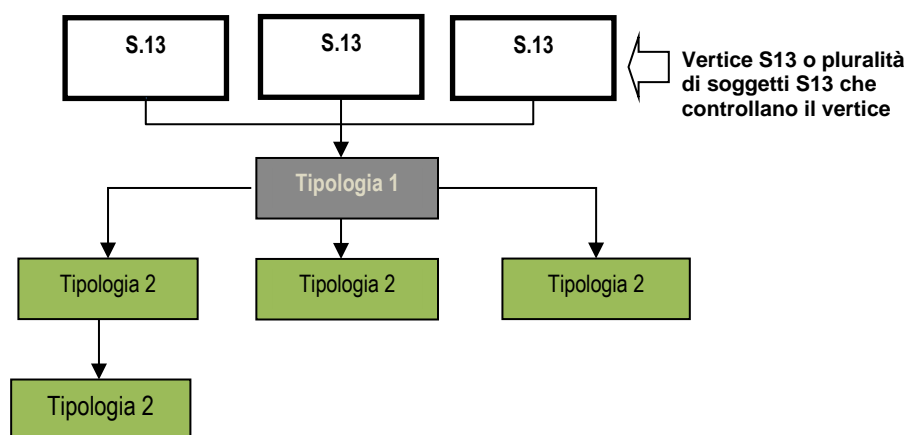 S.13
S.13
S.13
Vertice S13 o pluralità
di soggetti S13 che
controllano il vertice
Tipologia 1
Tipologia 2
Tipologia 2
Tipologia 2
Tipologia 2